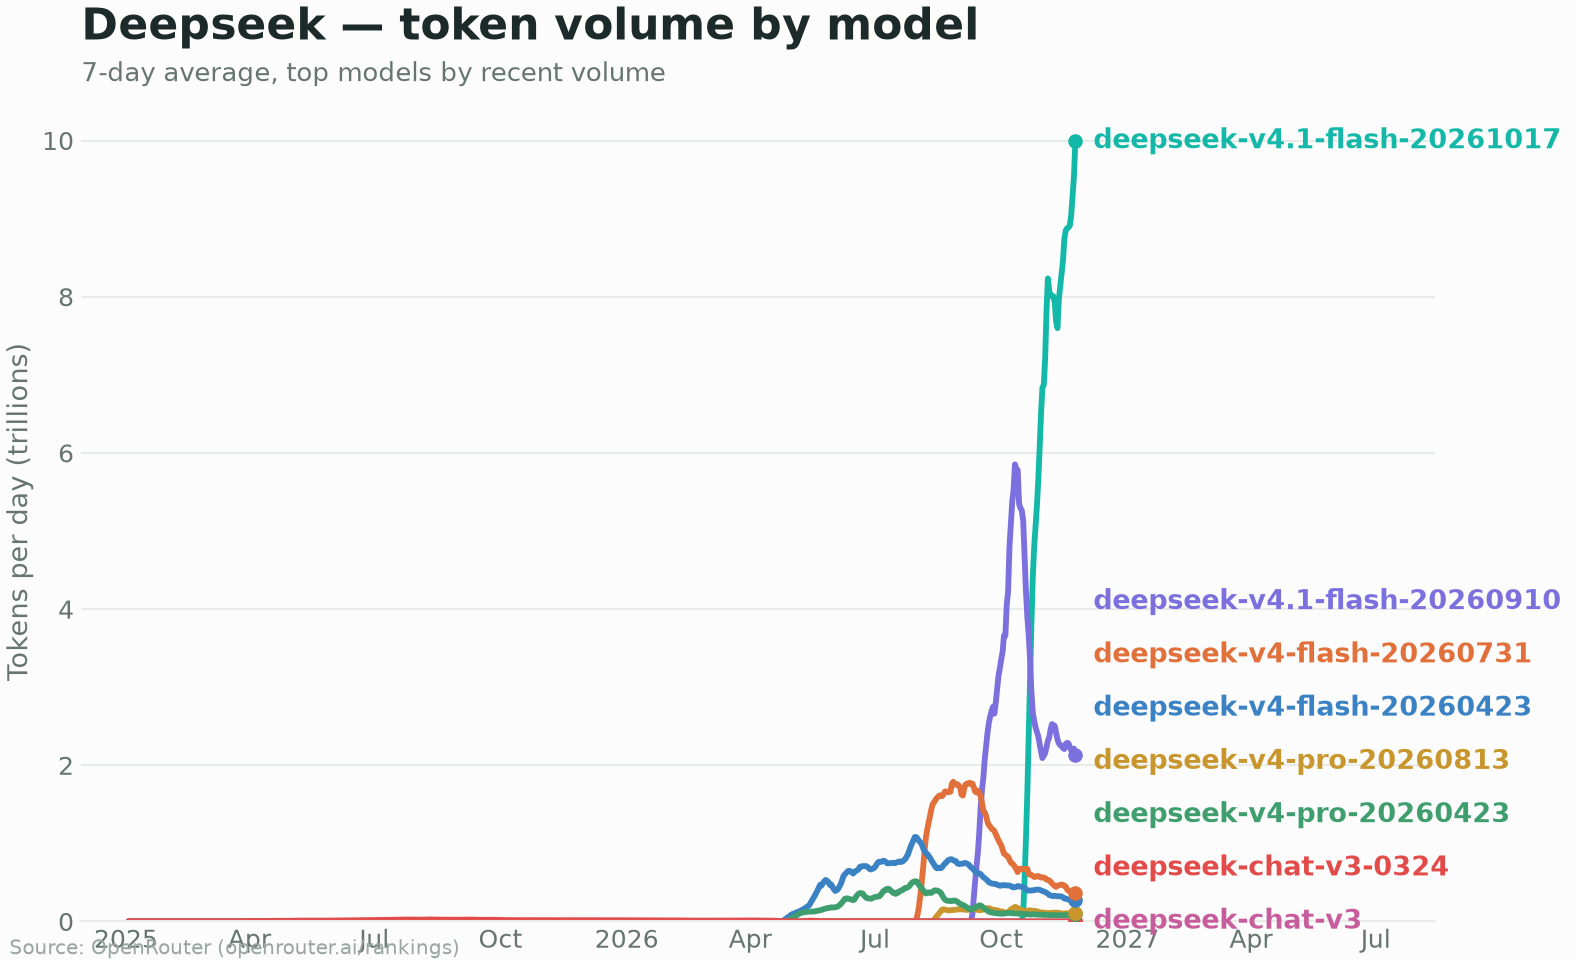 Deepseek — token volume by model
7-day average, top models by recent volume
Tokens per day (trillions)
10
8
6
4
2
0
deepseek-v4.1-flash-20261017
deepseek-v4.1-flash-20260910
deepseek-v4-flash-20260731
deepseek-v4-flash-20260423
deepseek-v4-pro-20260813
deepseek-v4-pro-20260423
deepseek-chat-v3-0324
deepseek-chat-v3
2025 Apr Jul Oct 2026 Apr Jul Oct 2027 Apr Jul
Source: OpenRouter (openrouter.ai/rankings)